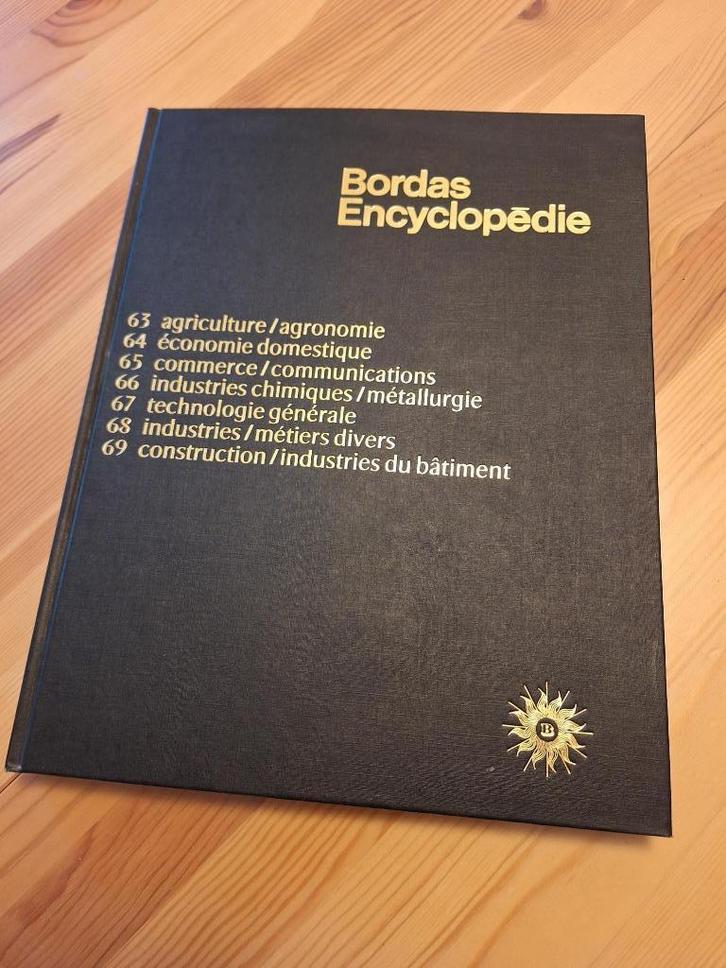 Bordas
Encyclopēdie
63 agriculture/agronomie
64 économie domestique
65 commerce/communications
66 industries chimiques/métallurgie
67 technologie générale
68 industries/métiers divers
69 construction/industries du bâtiment
B